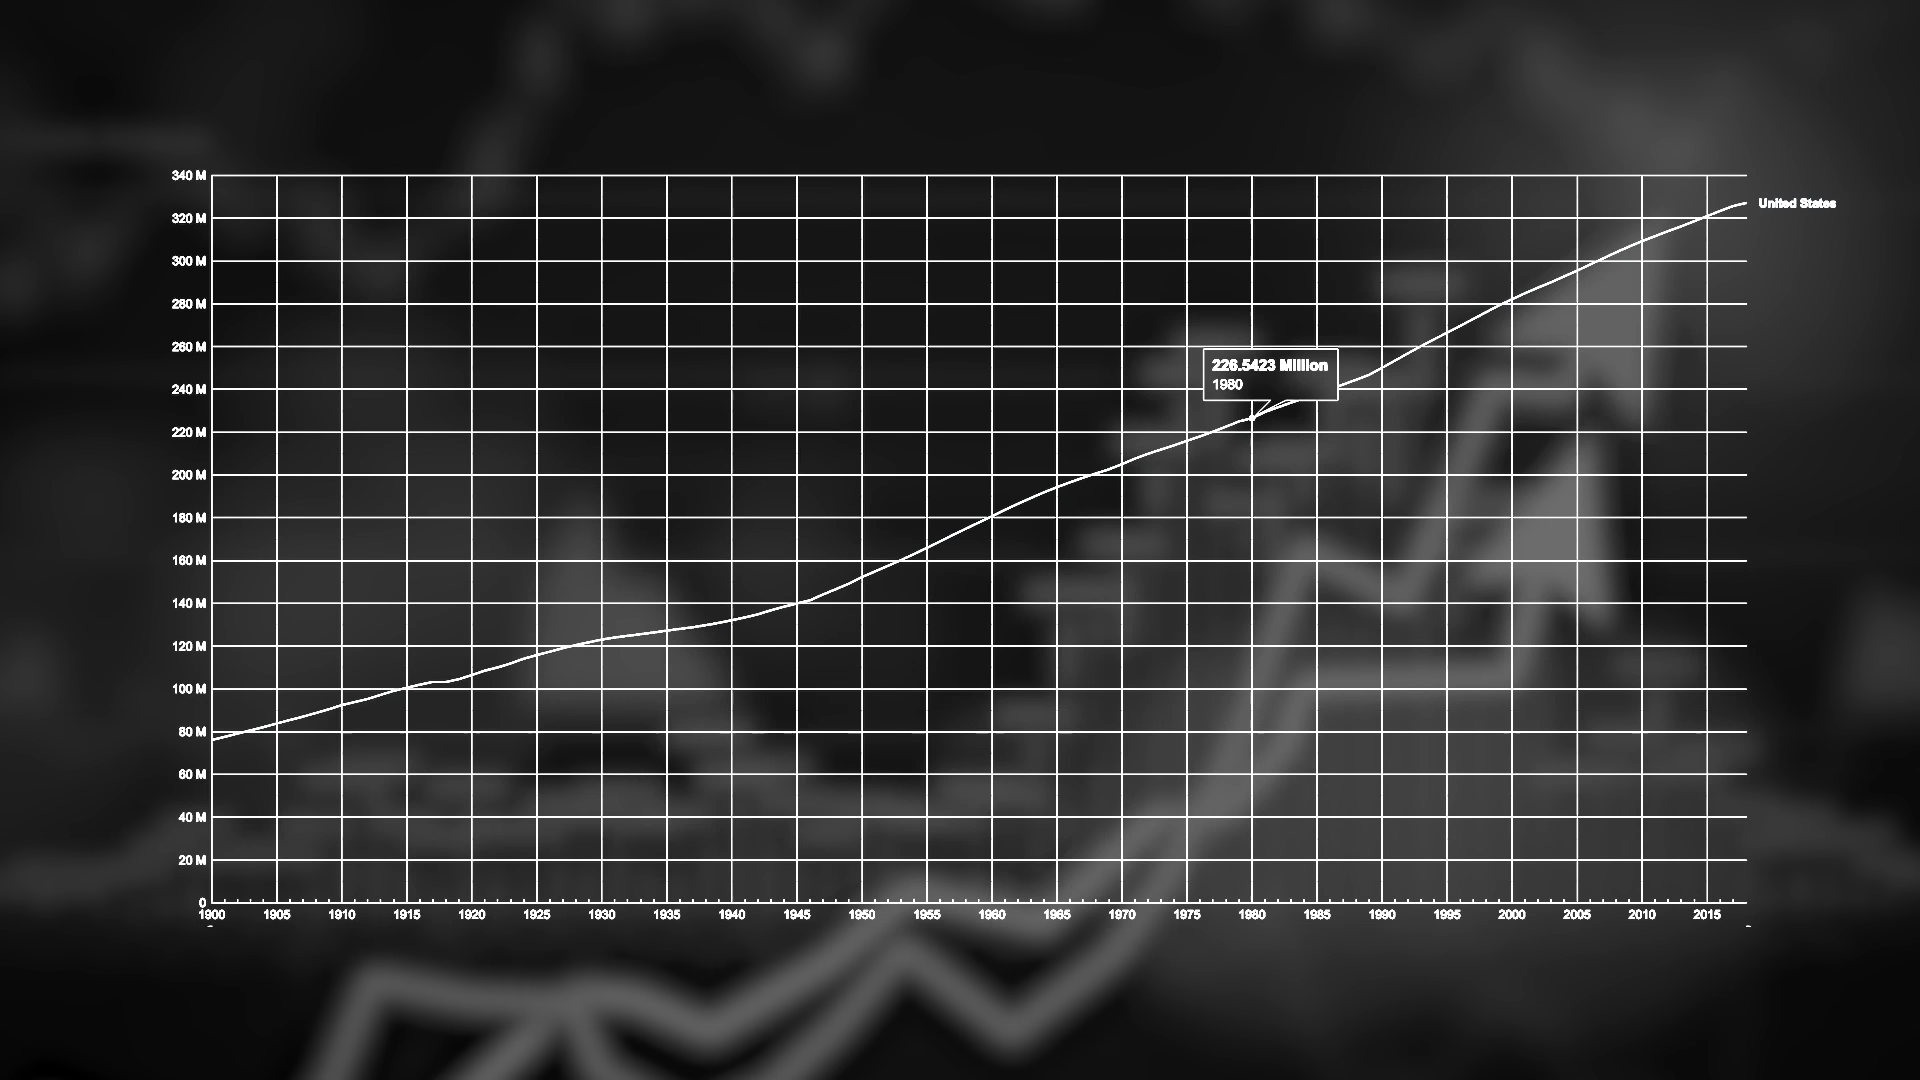 340 M
320 M
300 M
280 M
260 M
240 M
220 M
200 M
180 M
160 M
140 M
120 M
100 M
80 M
60 M
40 M
20 M
0
United States
226.5423 Million
1980
1900 1905 1910 1915 1920 1925 1930 1935 1940 1945 1950 1955 1960 1965 1970 1975 1980 1985 1990 1995 2000 2005 2010 2015